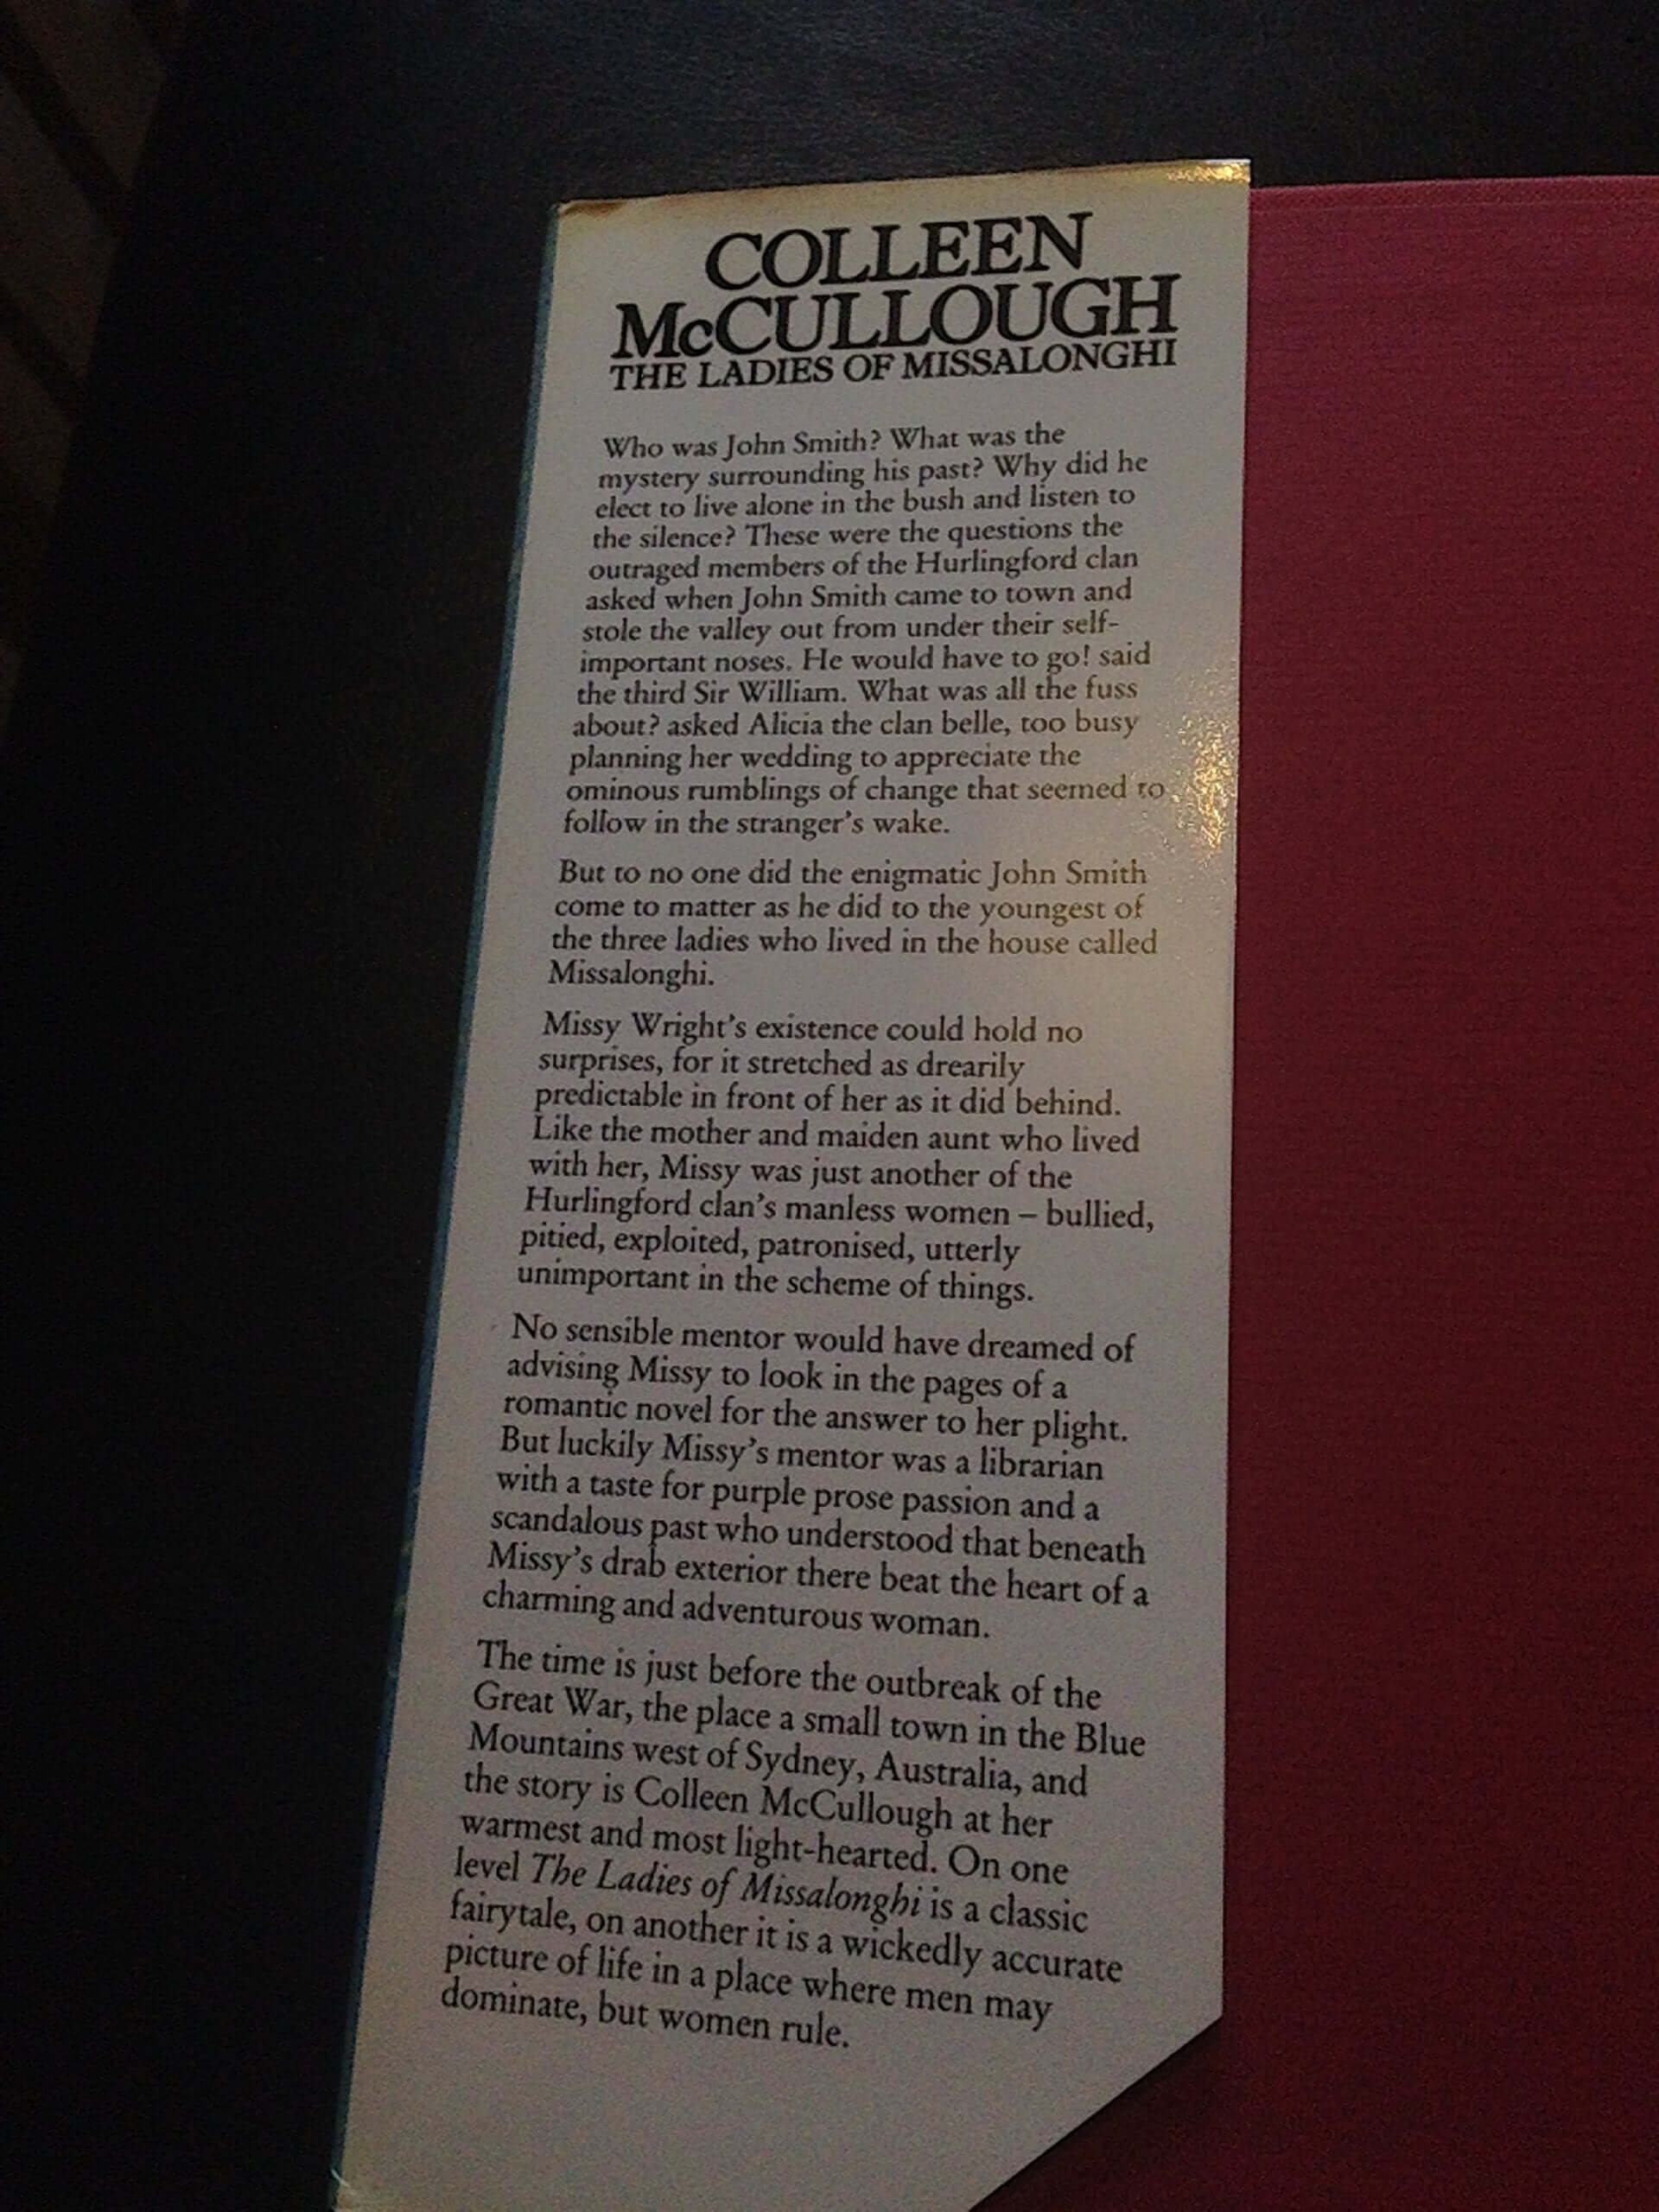 COLLEEN
McCULLOUGH
THE LADIES OF MISSALONGHI
Who was John Smith? What was the
mystery surrounding his past? Why did he
elect to live alone in the bush and listen to
the silence? These were the questions the
outraged members of the Hurlingford clan
asked when John Smith came to town and
stole the valley out from under their self-
important noses. He would have to go! said
the third Sir William. What was all the fuss
about? asked Alicia the clan belle, too busy
planning her wedding to appreciate the
ominous rumblings of change that seemed to
follow in the stranger's wake.
But to no one did the enigmatic John Smith
come to matter as he did to the youngest of
the three ladies who lived in the house called
Missalonghi.
Missy Wright's existence could hold no
surprises, for it stretched as drearily
predictable in front of her as it did behind.
Like the mother and maiden aunt who lived
with her, Missy was just another of the
Hurlingford clan's manless women – bullied,
pitied, exploited, patronised, utterly
unimportant in the scheme of things.
No sensible mentor would have dreamed of
advising Missy to look in the pages of a
romantic novel for the answer to her plight.
But luckily Missy's mentor was a librarian
with a taste for purple prose passion and a
scandalous past who understood that beneath
Missy's drab exterior there beat the heart of a
charming and adventurous woman.
The time is just before the outbreak of the
Great War, the place a small town in the Blue
Mountains west of Sydney, Australia, and
the story is Colleen McCullough at her
warmest and most light-hearted. On one
level The Ladies of Missalonghi is a classic
fairytale, on another it is a wickedly accurate
picture of life in a place where men may
dominate, but women rule.